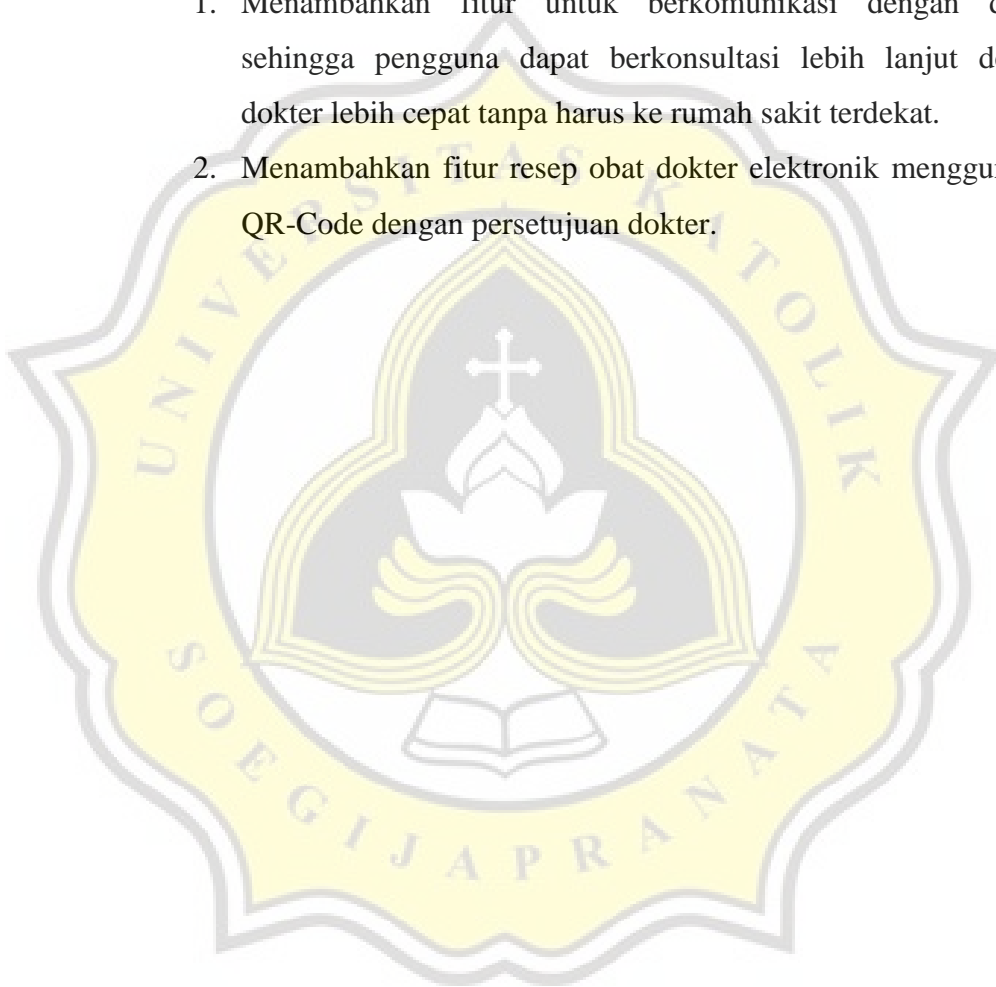 1. Menambahkan fitur untuk berkomunikasi dengan
sehingga pengguna dapat berkonsultasi lebih lanjut
dokter lebih cepat tanpa harus ke rumah sakit terdekat.
2. Menambahkan fitur resep obat dokter elektronik
QR-Code dengan persetujuan dokter.
UNIVERSITAS KATOLIK
SOEGIJAPRANATA